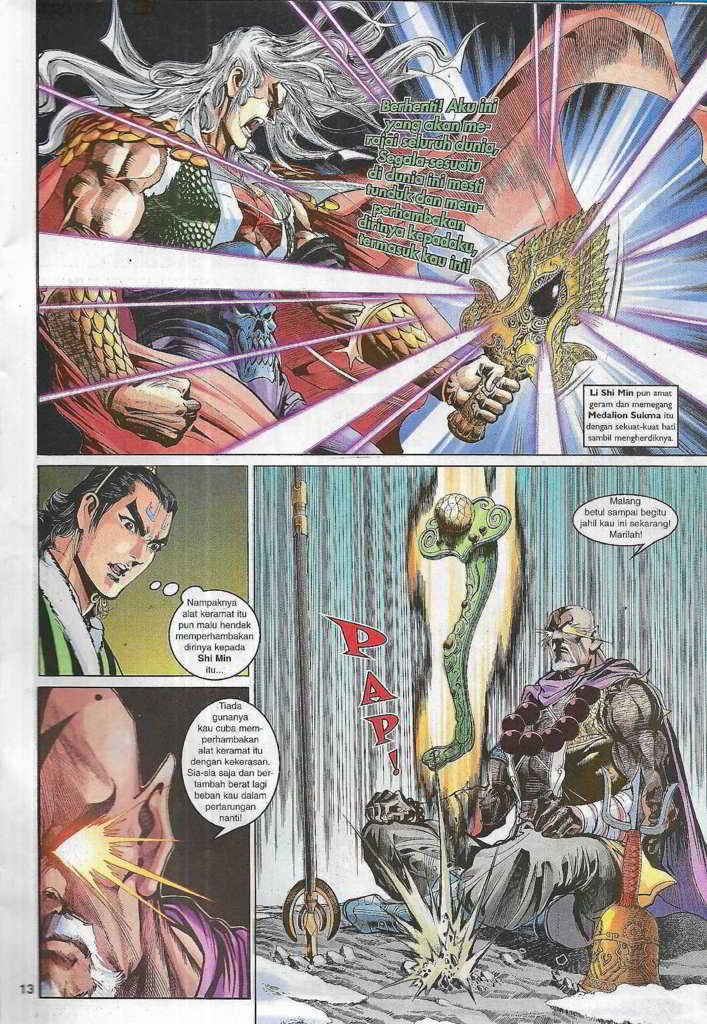 Berhenti! Aku ini
yang akan me-
rajai seluruh dunia,
Segala-sesuatu
di dunia ini mesti
tunduk dan mem-
perhambakan
dirinya kepadaku,
termasuk kau ini!
Li Shi Min pun amat
geram dan memegang
Medalion Sukma itu
dengan sekuat-kuat hati
sambil mengherdiknya.
Nampaknya
alat keramat itu
pun malu hendak
memperhambakan
dirinya kepada
Shi Min
itu...
Malang
betul sampai begitu
jahil kau ini sekarang!
Marilah!
PAP!
Tiada
gunanya
kau cuba mem-
perhambakan
alat keramat itu
dengan kekerasan.
Sia-sia saja dan ber-
tambah berat lagi
beban kau dalam
pertarungan
nanti!
13